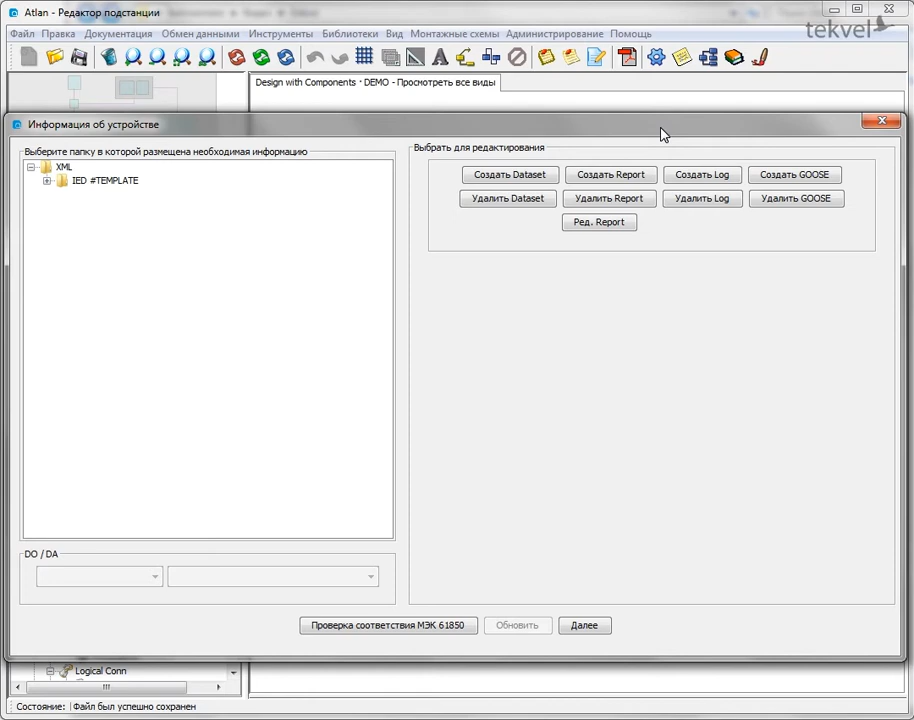 Atlan - Редактор подстанции
tekvel
Файл Правка Документация Обмен данными Инструменты Библиотеки Вид Монтажные схемы Администрирование Помощь
Design with Components * DEMO - Просмотреть все виды
Информация об устройстве
Выберите папку в которой размещена необходимая информацию
XML
IED #TEMPLATE
Выбрать для редактирования
Создать Dataset Создать Report Создать Log Создать GOOSE
Удалить Dataset Удалить Report Удалить Log Удалить GOOSE
Ред. Report
DO / DA
Проверка соответствия МЭК 61850 Обновить Далее
Logical Conn
Состояние: Файл был успешно сохранен